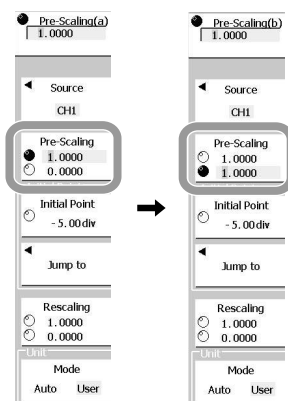 Pre-Scaling(a)
1.0000
Source
CH1
Pre-Scaling
1.0000
0.0000
Initial Point
-5.00div
Jump to
Rescaling
1.0000
0.0000
Unit
Mode
Auto User
Pre-Scaling(b)
1.0000
Source
CH1
Pre-Scaling
1.0000
1.0000
Initial Point
-5.00div
Jump to
Rescaling
1.0000
0.0000
Unit
Mode
Auto User